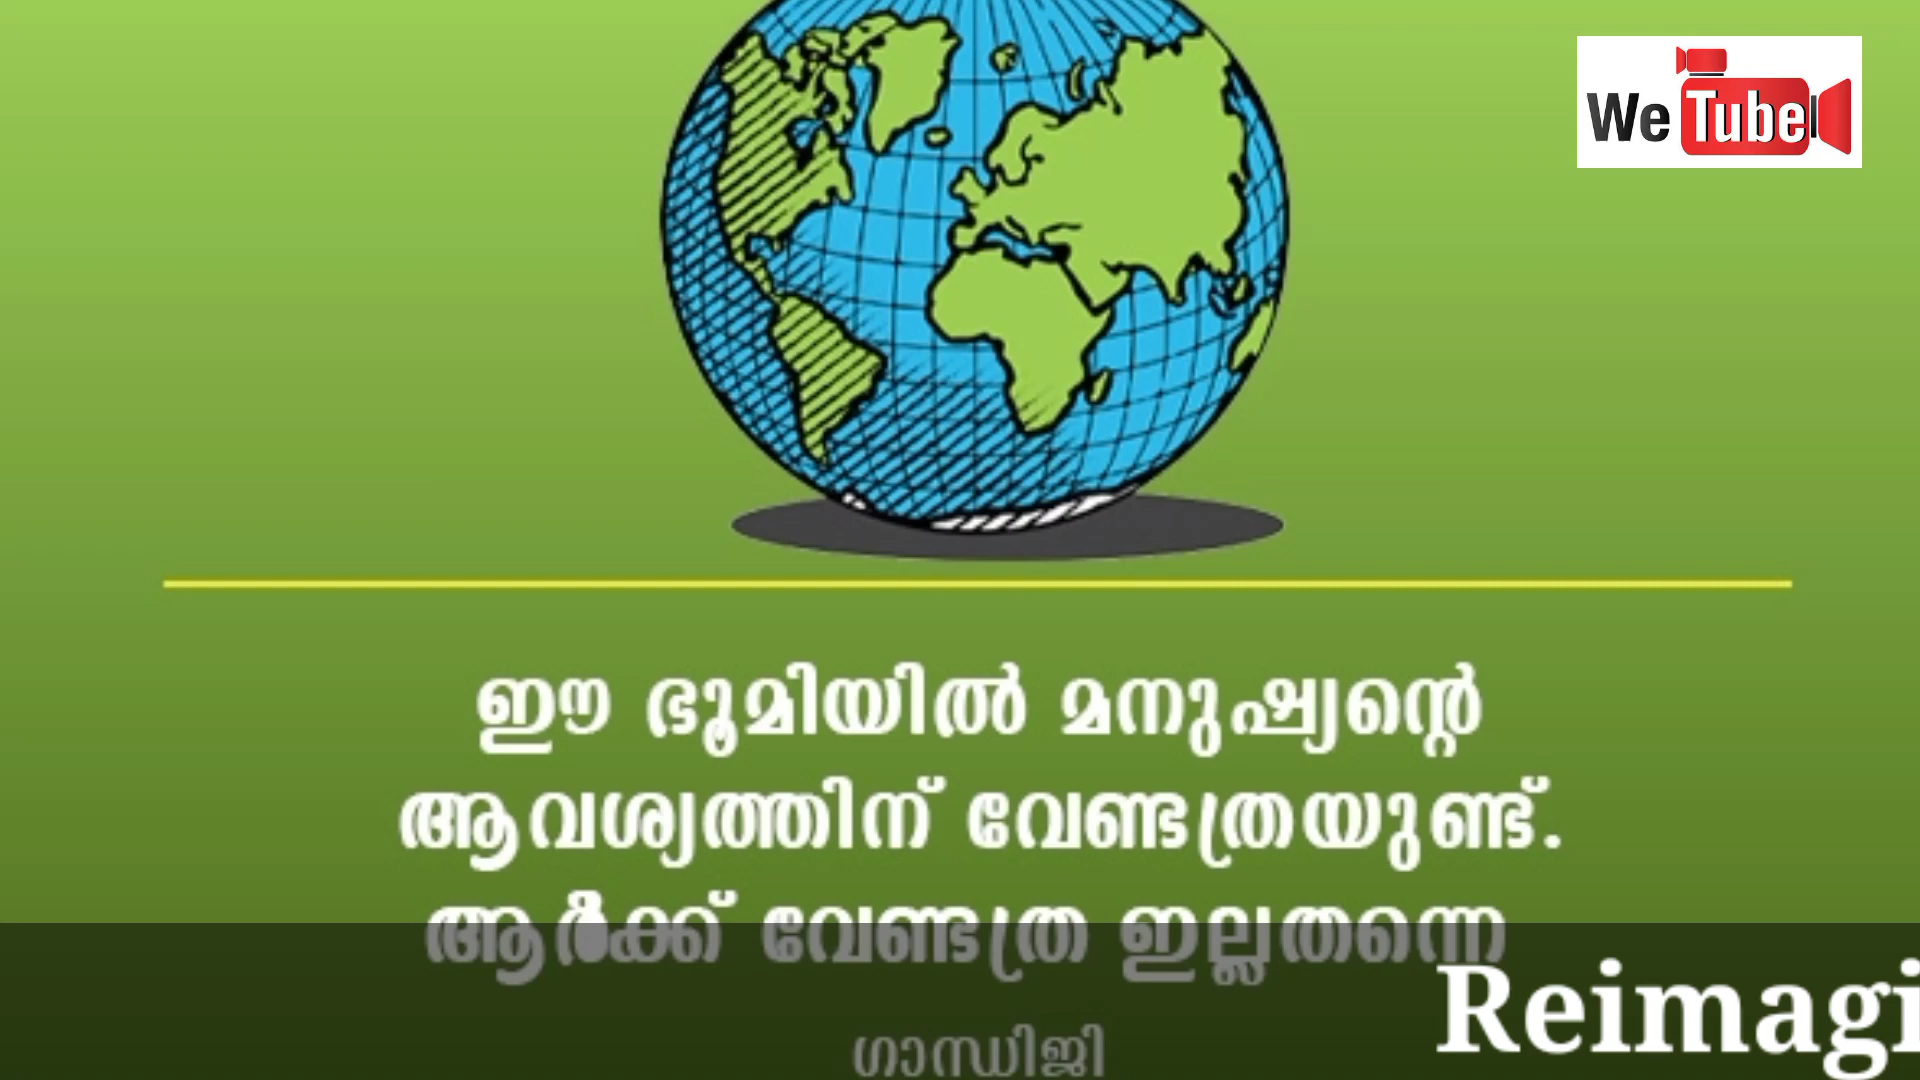 We Tube
ഈ ഭൂമിയിൽ മനുഷ്യന്റെ
ആവശ്യത്തിന് വേണ്ടത്രയുണ്ട്.
ആർക്ക് വേണ്ടത്ര ഇല്ലതന്നെ
Reimagi
ഗാന്ധിജി